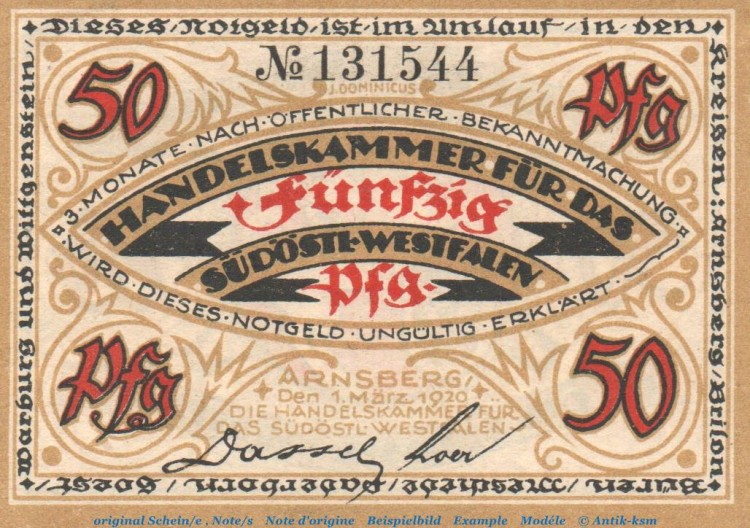 Dieses Notgeld ist im Umlauf in den
Kreisen: Arnsberg / Brilon
Büren Meschede Paderborn Soest
Warburg und Wittgenstein
50
№ 131544
Pfg
J. DOMINICUS
3 · MONATE · NACH · ÖFFENTLICHER · BEKANNTMACHUNG
HANDELSKAMMER FÜR DAS
Fünfzig
SÜDÖSTL-WESTFALEN
Pfg.
WIRD · DIESES · NOTGELD · UNGÜLTIG · ERKLÄRT
Pfg
50
ARNSBERG
Den 1. März 1920
DIE HANDELSKAMMER FÜR
DAS SÜDÖSTL-WESTFALEN
Dassel
original Schein/e , Note/s Note d'origine Beispielbild Example Modéle © Antik-ksm